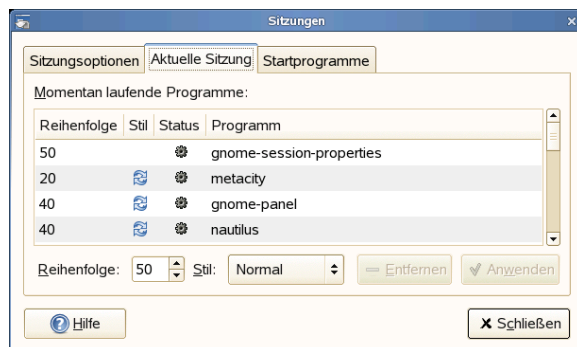 Sitzungen
Sitzungsoptionen Aktuelle Sitzung Startprogramme
Momentan laufende Programme:
Reihenfolge Stil Status Programm
50 gnome-session-properties
20 metacity
40 gnome-panel
40 nautilus
Reihenfolge: 50 Stil: Normal Entfernen Anwenden
Hilfe Schließen